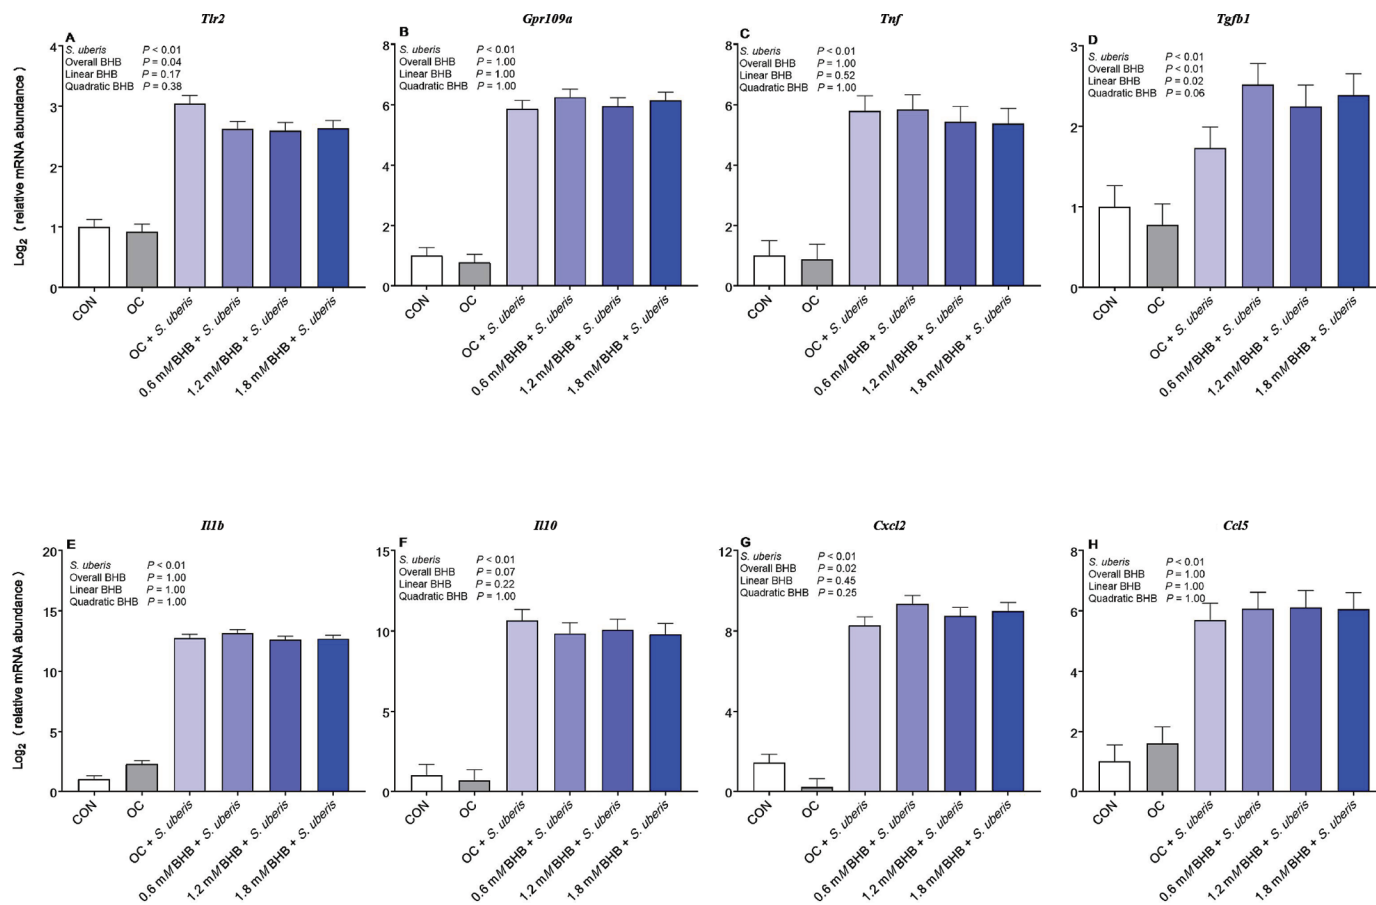 Tlr2
A
S. uberis P < 0.01
Overall BHB P = 0.04
Linear BHB P = 0.17
Quadratic BHB P = 0.38
Log2 ( relative mRNA abundance )
4
3
2
1
0
CON
OC
OC + S. uberis
0.6 mM BHB + S. uberis
1.2 mM BHB + S. uberis
1.8 mM BHB + S. uberis
Gpr109a
B
S. uberis P < 0.01
Overall BHB P = 1.00
Linear BHB P = 1.00
Quadratic BHB P = 1.00
8
6
4
2
0
CON
OC
OC + S. uberis
0.6 mM BHB + S. uberis
1.2 mM BHB + S. uberis
1.8 mM BHB + S. uberis
Tnf
C
S. uberis P < 0.01
Overall BHB P = 1.00
Linear BHB P = 0.52
Quadratic BHB P = 1.00
8
6
4
2
0
CON
OC
OC + S. uberis
0.6 mM BHB + S. uberis
1.2 mM BHB + S. uberis
1.8 mM BHB + S. uberis
Tgfb1
D
S. uberis P < 0.01
Overall BHB P < 0.01
Linear BHB P = 0.02
Quadratic BHB P = 0.06
3
2
1
0
CON
OC
OC + S. uberis
0.6 mM BHB + S. uberis
1.2 mM BHB + S. uberis
1.8 mM BHB + S. uberis
Il1b
E
S. uberis P < 0.01
Overall BHB P = 1.00
Linear BHB P = 1.00
Quadratic BHB P = 1.00
Log2 ( relative mRNA abundance )
20
15
10
5
0
CON
OC
OC + S. uberis
0.6 mM BHB + S. uberis
1.2 mM BHB + S. uberis
1.8 mM BHB + S. uberis
Il10
F
S. uberis P < 0.01
Overall BHB P = 0.07
Linear BHB P = 0.22
Quadratic BHB P = 1.00
15
10
5
0
CON
OC
OC + S. uberis
0.6 mM BHB + S. uberis
1.2 mM BHB + S. uberis
1.8 mM BHB + S. uberis
Cxcl2
G
S. uberis P < 0.01
Overall BHB P = 0.02
Linear BHB P = 0.45
Quadratic BHB P = 0.25
12
8
4
0
CON
OC
OC + S. uberis
0.6 mM BHB + S. uberis
1.2 mM BHB + S. uberis
1.8 mM BHB + S. uberis
Ccl5
H
S. uberis P < 0.01
Overall BHB P = 1.00
Linear BHB P = 1.00
Quadratic BHB P = 1.00
8
6
4
2
0
CON
OC
OC + S. uberis
0.6 mM BHB + S. uberis
1.2 mM BHB + S. uberis
1.8 mM BHB + S. uberis